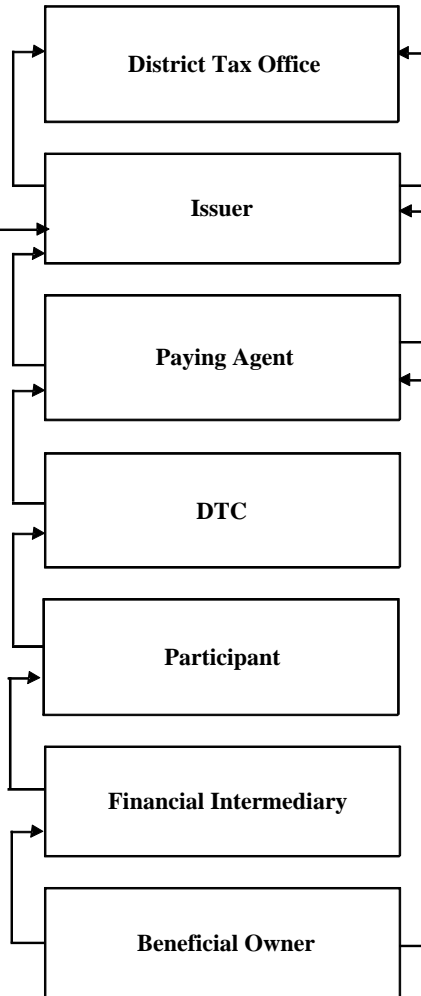 District Tax Office
Issuer
Paying Agent
DTC
Participant
Financial Intermediary
Beneficial Owner